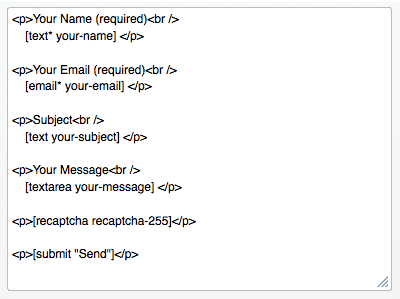 <p>Your Name (required)<br />
[text* your-name] </p>
<p>Your Email (required)<br />
[email* your-email] </p>
<p>Subject<br />
[text your-subject] </p>
<p>Your Message<br />
[textarea your-message] </p>
<p>[recaptcha recaptcha-255]</p>
<p>[submit "Send"]</p>